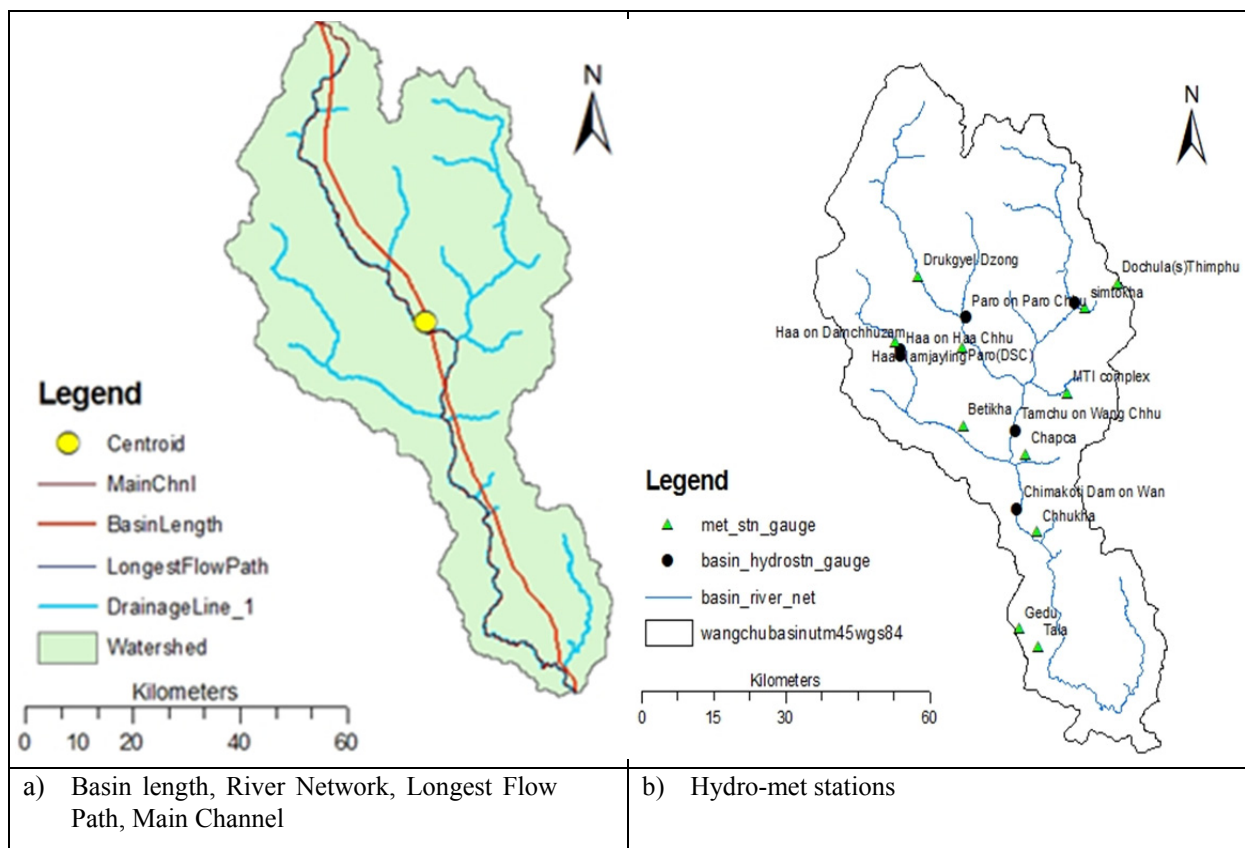 N
Legend
Centroid
MainChnl
BasinLength
LongestFlowPath
DrainageLine_1
Watershed
Kilometers
0 10 20 40 60
N
Drukgyel Dzong
Dochula(s)Thimphu
Paro on Paro Chhu
simtokha
Haa on Damchhuzam
Haa on Haa Chhu
Haa Namjayling
Paro(DSC)
MTI complex
Betikha
Tamchu on Wang Chhu
Chapca
Chimakoti Dam on Wan
Chhukha
Gedu
Tala
Legend
met_stn_gauge
basin_hydrostn_gauge
basin_river_net
wangchubasinutm45wgs84
Kilometers
0 15 30 60
a) Basin length, River Network, Longest Flow
Path, Main Channel
b) Hydro-met stations